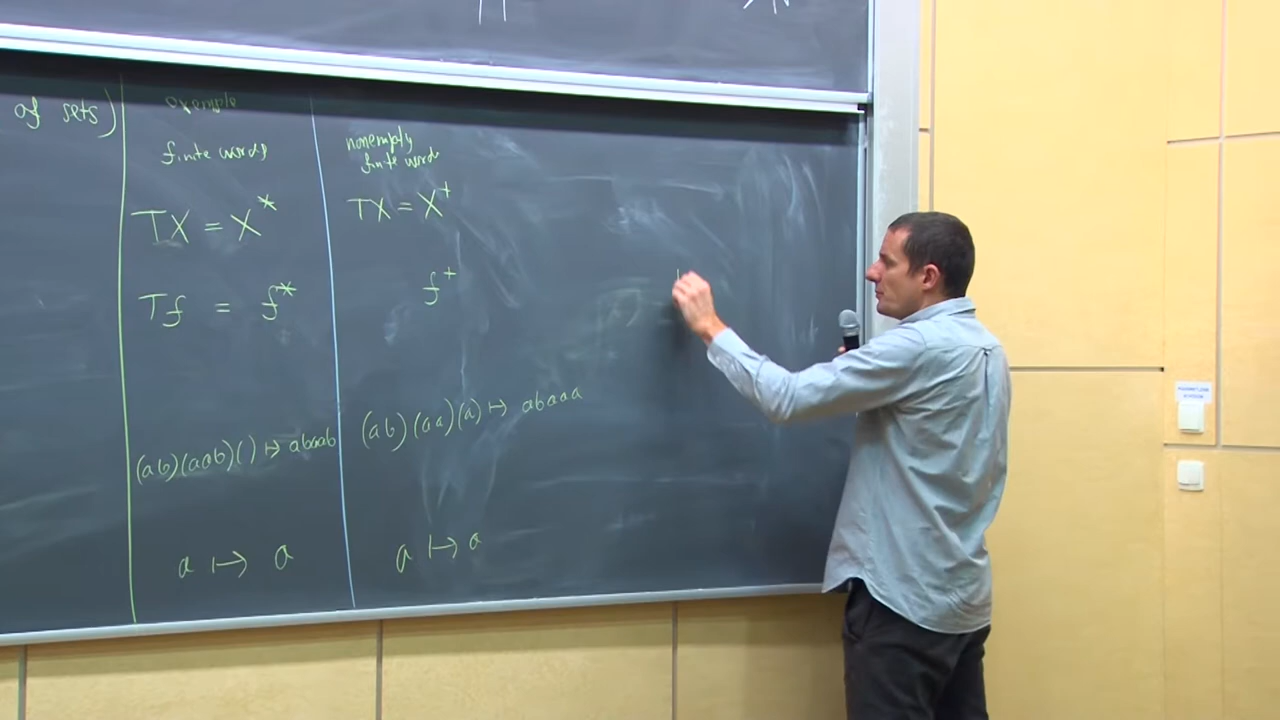 of sets)
example
finite words
TX = X*
Tf = f*
(ab)(aab)() ↦ abaab
a ↦ a
nonempty
finite words
TX = X⁺
f⁺
(ab)(aa)(a) ↦ abaaa
a ↦ a